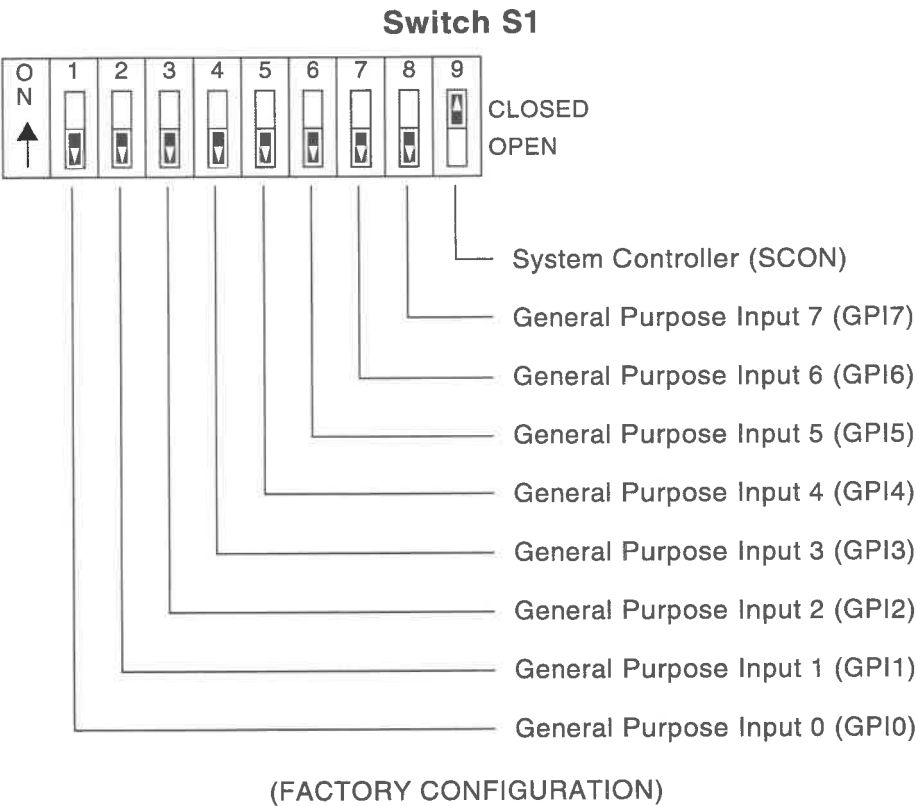 Switch S1
ON 1 2 3 4 5 6 7 8 9
CLOSED
OPEN
System Controller (SCON)
General Purpose Input 7 (GPI7)
General Purpose Input 6 (GPI6)
General Purpose Input 5 (GPI5)
General Purpose Input 4 (GPI4)
General Purpose Input 3 (GPI3)
General Purpose Input 2 (GPI2)
General Purpose Input 1 (GPI1)
General Purpose Input 0 (GPI0)
(FACTORY CONFIGURATION)